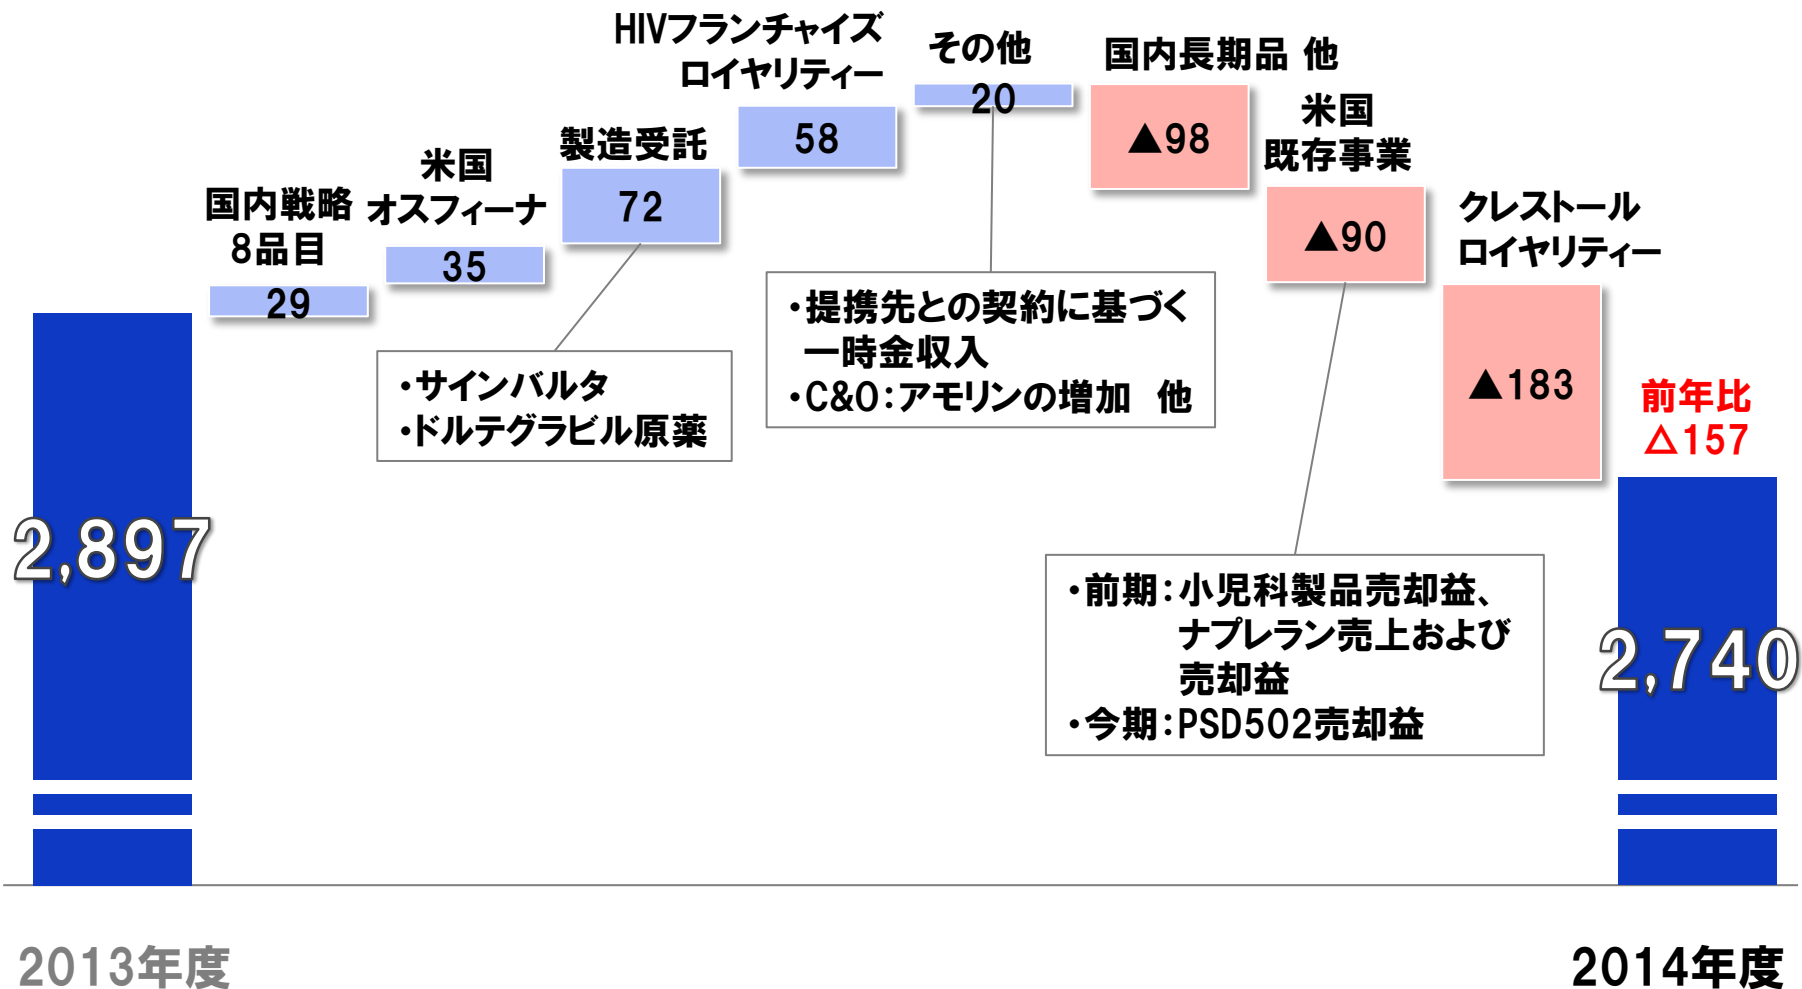 HIVフランチャイズ
ロイヤリティー
58
その他
20
国内長期品 他
▲98
米国
既存事業
▲90
製造受託
72
米国
オスフィーナ
35
国内戦略
8品目
29
クレストール
ロイヤリティー
▲183
前年比
△157
・サインバルタ
・ドルテグラビル原薬
・提携先との契約に基づく
一時金収入
・C&O：アモリンの増加 他
・前期：小児科製品売却益、
ナプレラン売上および
売却益
・今期：PSD502売却益
2,897
2,740
2013年度
2014年度